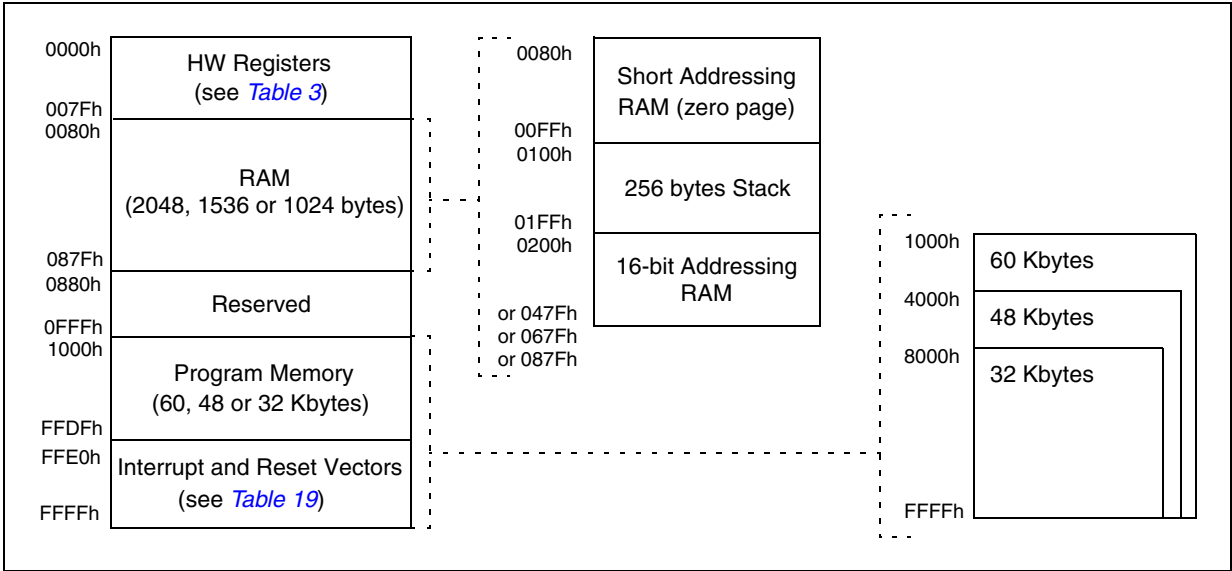 0000h
HW Registers
(see Table 3)
007Fh
0080h
RAM
(2048, 1536 or 1024 bytes)
087Fh
0880h
Reserved
0FFFh
1000h
Program Memory
(60, 48 or 32 Kbytes)
FFDFh
FFE0h
Interrupt and Reset Vectors
(see Table 19)
FFFFh
0080h
Short Addressing
RAM (zero page)
00FFh
0100h
256 bytes Stack
01FFh
0200h
16-bit Addressing
RAM
or 047Fh
or 067Fh
or 087Fh
1000h
60 Kbytes
4000h
48 Kbytes
8000h
32 Kbytes
FFFFh